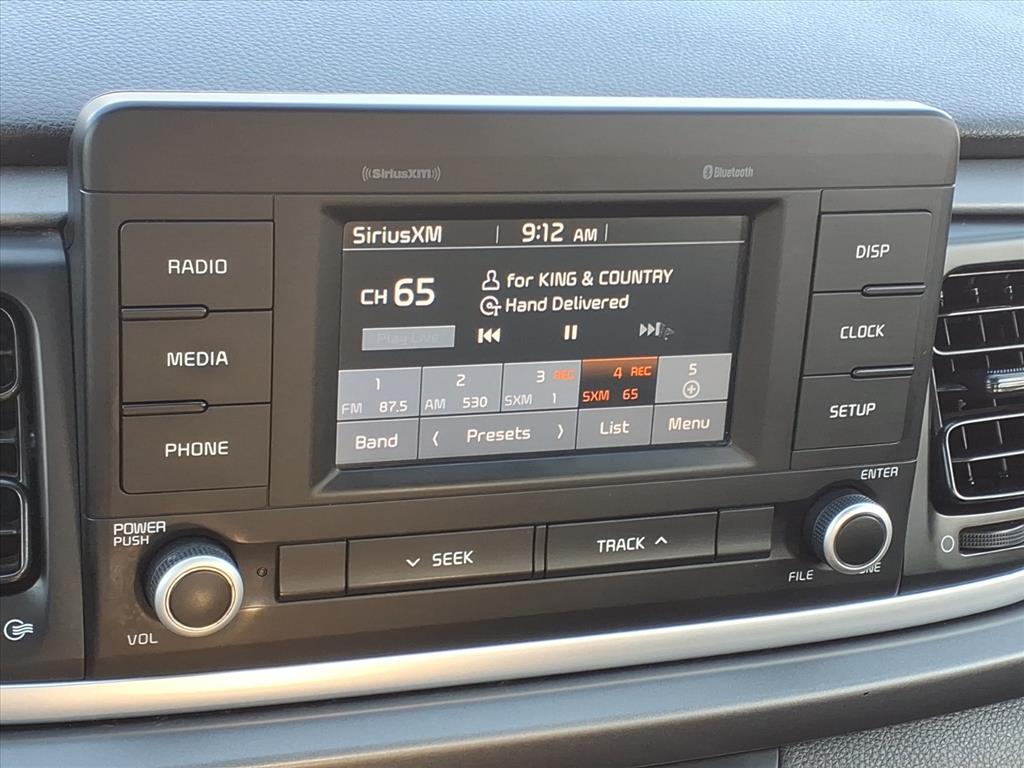 ((SiriusXM))
Bluetooth
RADIO
MEDIA
PHONE
SiriusXM | 9:12 AM |
CH 65
for KING & COUNTRY
Hand Delivered
Play Live
1
FM 87.5
2
AM 530
3 REC
SXM 1
4 REC
SXM 65
5
Band
< Presets >
List
Menu
DISP
CLOCK
SETUP
POWER
PUSH
VOL
SEEK
TRACK
ENTER
FILE